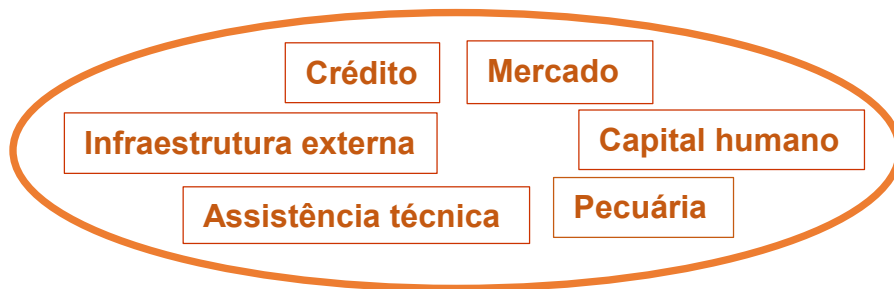 Crédito
Mercado
Infraestrutura externa
Capital humano
Assistência técnica
Pecuária